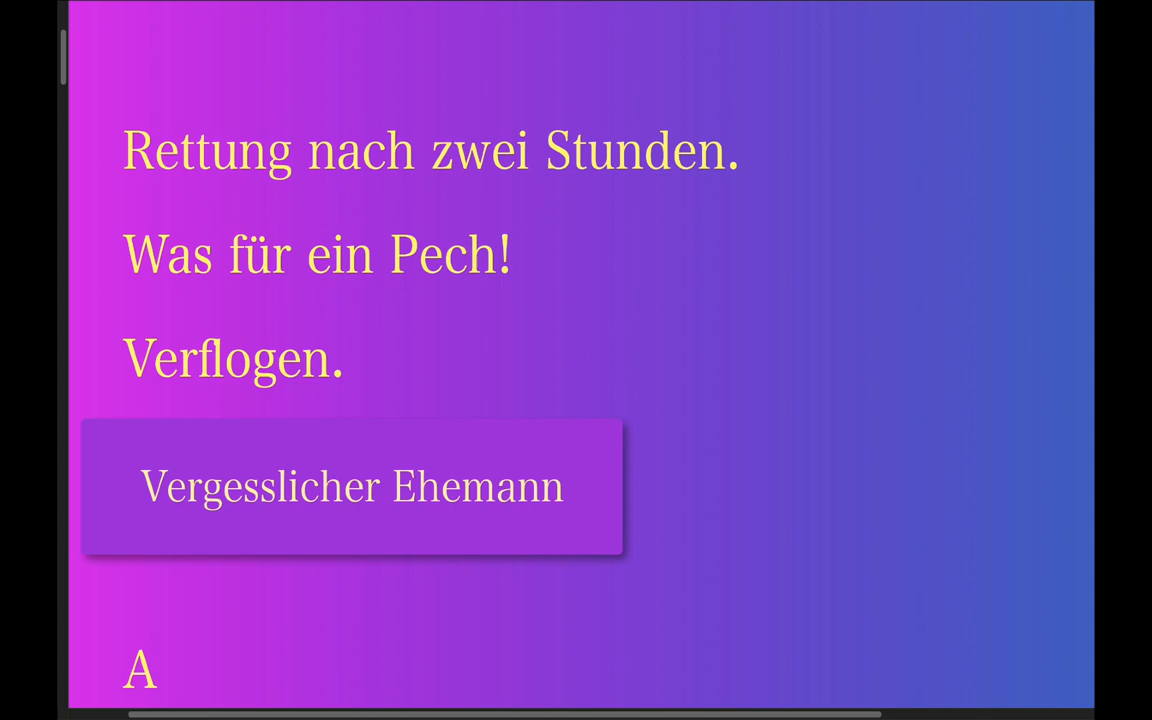 Rettung nach zwei Stunden.
Was für ein Pech!
Verflogen.
Vergesslicher Ehemann
A